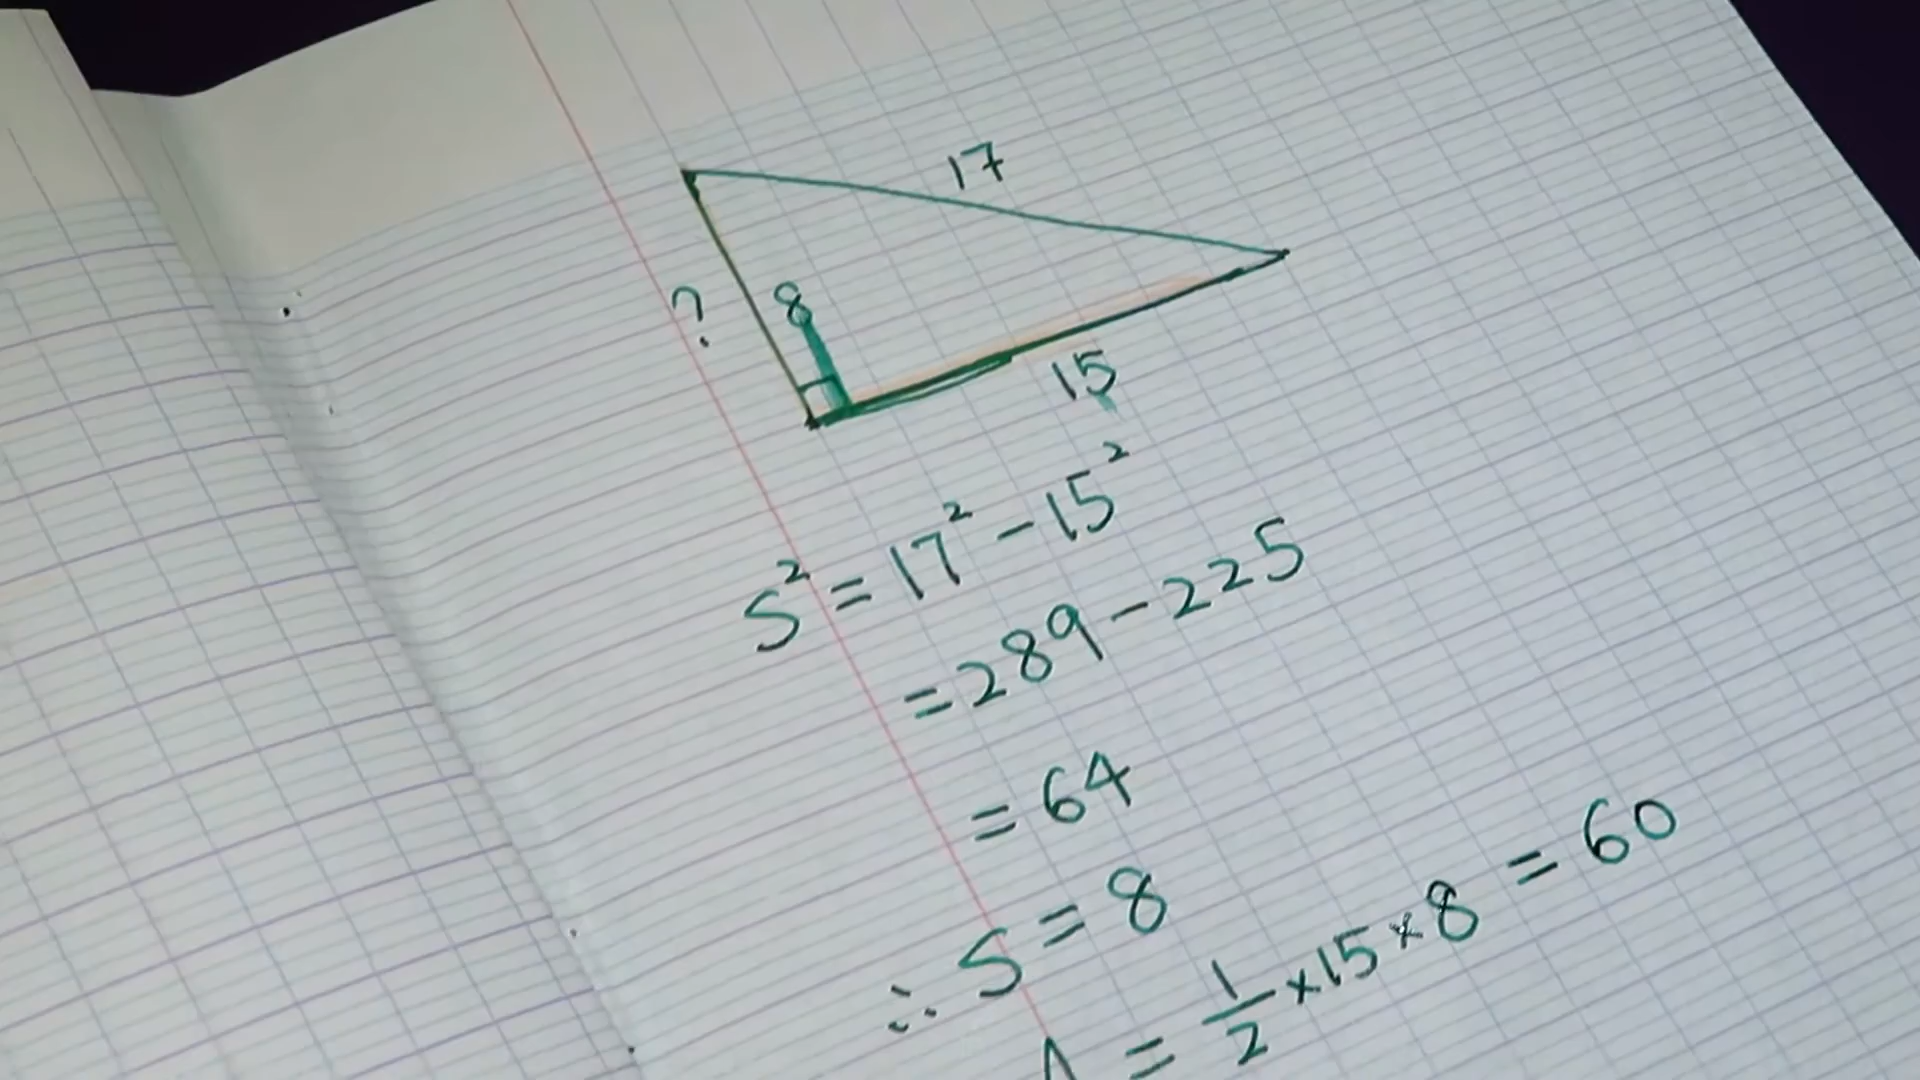 17
?
8
15
S² = 17² - 15²
= 289 - 225
= 64
∴ S = 8
A = 1/2 × 15 × 8 = 60